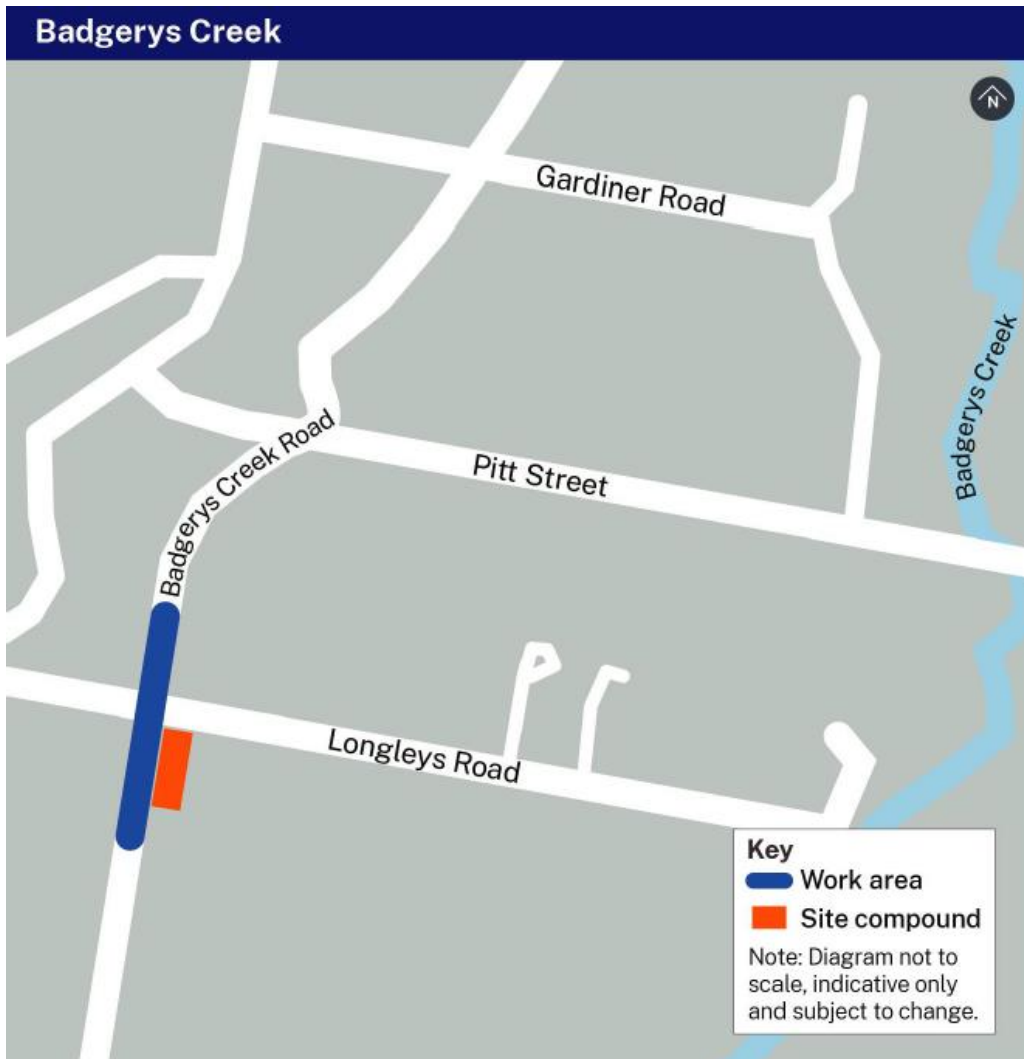 Badgerys Creek
N
Gardiner Road
Badgerys Creek
Badgerys Creek Road
Pitt Street
Longleys Road
Key
Work area
Site compound
Note: Diagram not to
scale, indicative only
and subject to change.